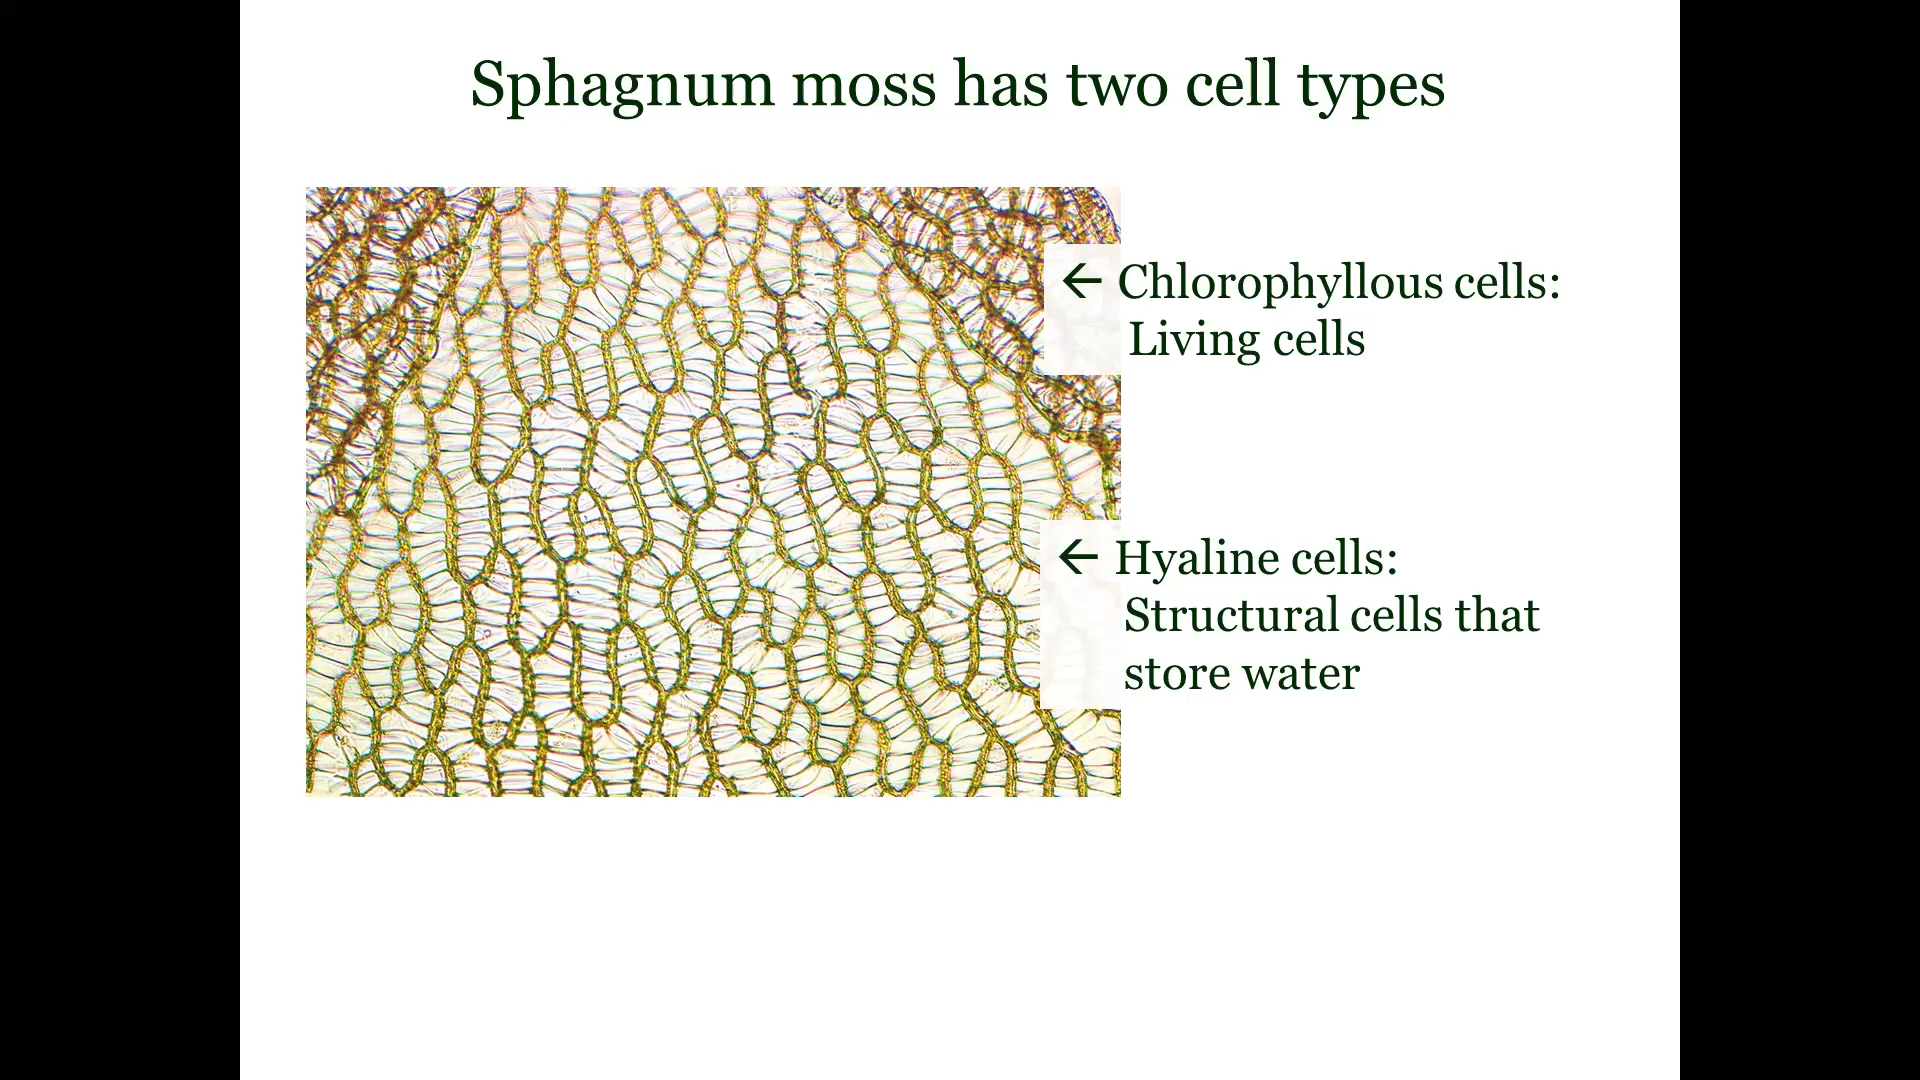 Sphagnum moss has two cell types
← Chlorophyllous cells:
Living cells
← Hyaline cells:
Structural cells that
store water